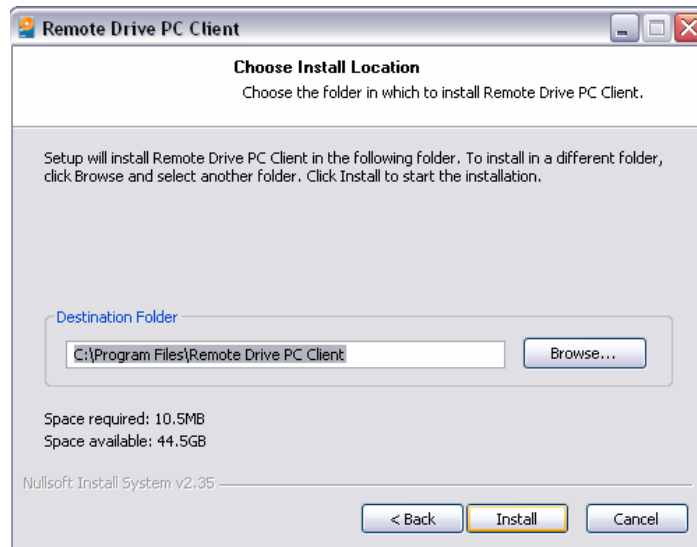 Remote Drive PC Client
Choose Install Location
Choose the folder in which to install Remote Drive PC Client.
Setup will install Remote Drive PC Client in the following folder. To install in a different folder,
click Browse and select another folder. Click Install to start the installation.
Destination Folder
C:\Program Files\Remote Drive PC Client
Browse...
Space required: 10.5MB
Space available: 44.5GB
Nullsoft Install System v2.35
< Back
Install
Cancel